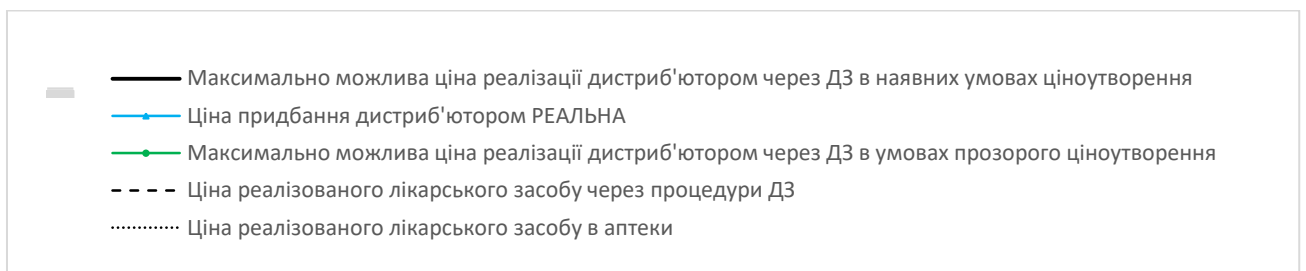 Максимально можлива ціна реалізації дистриб'ютором через ДЗ в наявних умовах ціноутворення
Ціна придбання дистриб'ютором РЕАЛЬНА
Максимально можлива ціна реалізації дистриб'ютором через ДЗ в умовах прозорого ціноутворення
Ціна реалізованого лікарського засобу через процедури ДЗ
Ціна реалізованого лікарського засобу в аптеки